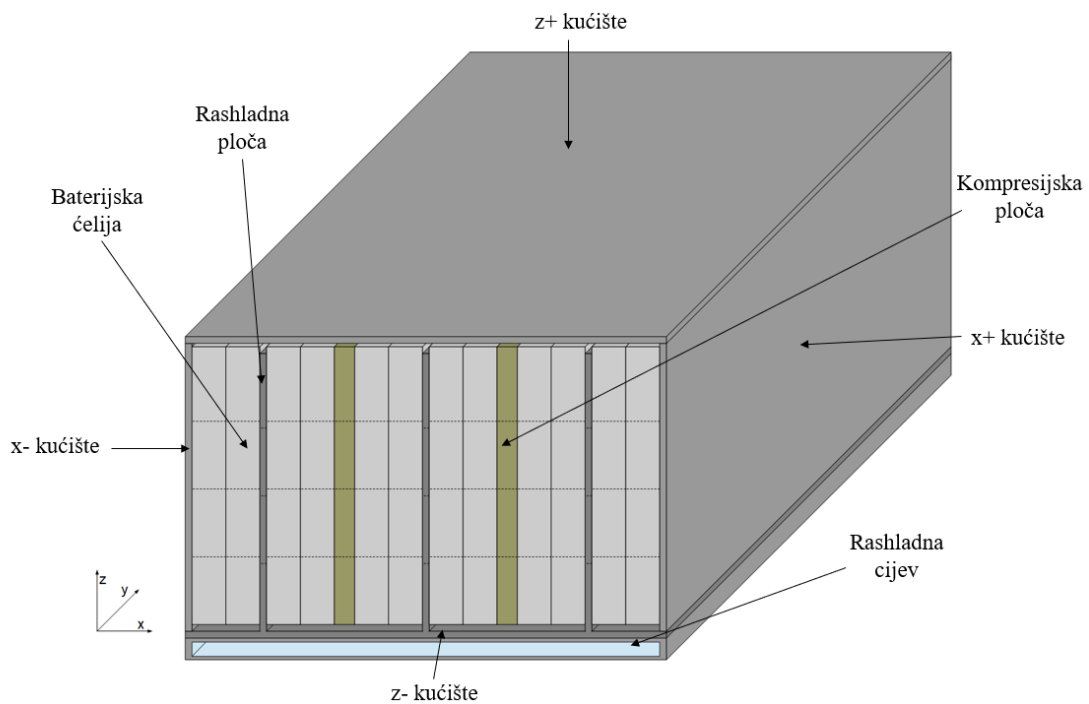 z+ kućište
Rashladna
ploča
Baterijska
ćelija
Kompresijska
ploča
x+ kućište
x- kućište
Rashladna
cijev
z
y
x
z- kućište